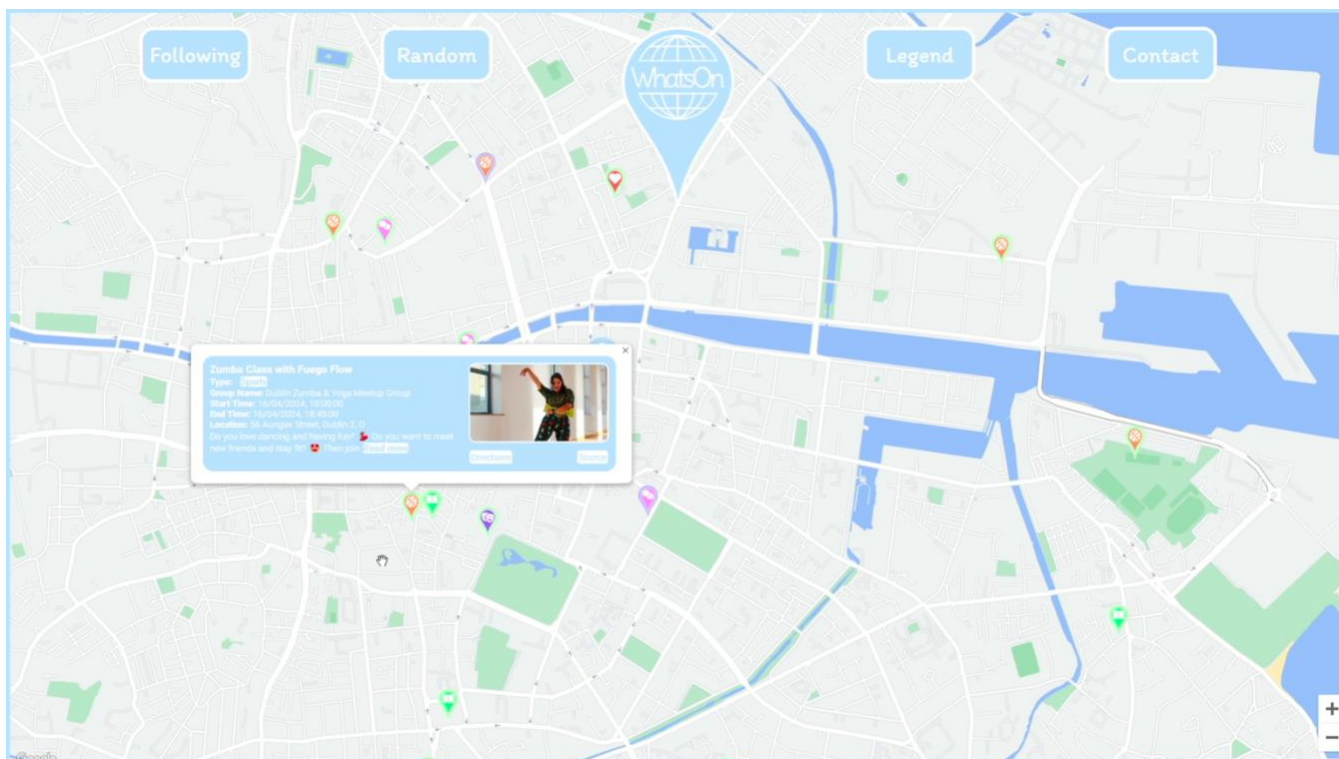 Following
Random
WhatsOn
Legend
Contact
×
Zumba Class with Fuego Flow
Type: Sports
Group Name: Dublin Zumba & Yoga Meetup Group
Start Time: 16/04/2024, 18:00:00
End Time: 16/04/2024, 18:45:00
Location: 56 Aungier Street, Dublin 2, D
Do you love dancing and having fun? 💃 Do you want to meet
new friends and stay fit? 😍 Then join Read more
Directions
Source
+
−
Google